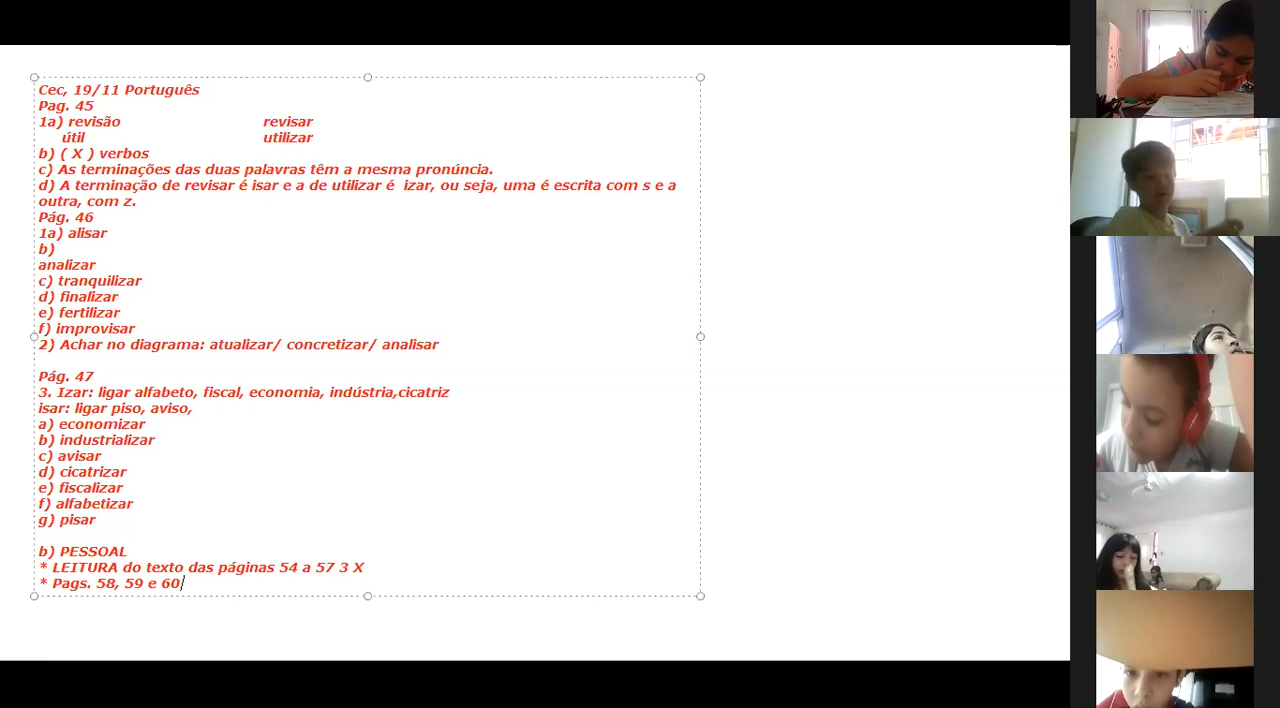 Cec, 19/11 Português
Pag. 45
1a) revisão revisar
útil utilizar
b) ( X ) verbos
c) As terminações das duas palavras têm a mesma pronúncia.
d) A terminação de revisar é isar e a de utilizar é izar, ou seja, uma é escrita com s e a
outra, com z.
Pág. 46
1a) alisar
b)
analizar
c) tranquilizar
d) finalizar
e) fertilizar
f) improvisar
2) Achar no diagrama: atualizar/ concretizar/ analisar
Pág. 47
3. Izar: ligar alfabeto, fiscal, economia, indústria,cicatriz
isar: ligar piso, aviso,
a) economizar
b) industrializar
c) avisar
d) cicatrizar
e) fiscalizar
f) alfabetizar
g) pisar
b) PESSOAL
* LEITURA do texto das páginas 54 a 57 3 X
* Pags. 58, 59 e 60